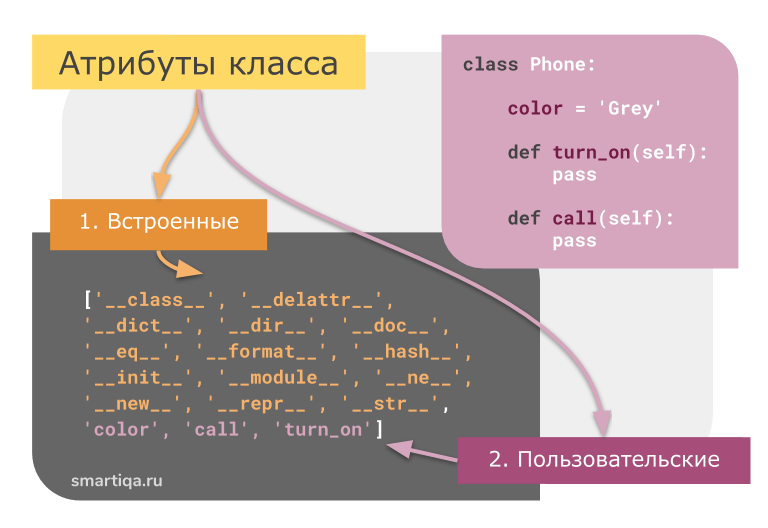 Атрибуты класса
class Phone:
color = 'Grey'
def turn_on(self):
pass
def call(self):
pass
1. Встроенные
['__class__', '__delattr__',
'__dict__', '__dir__', '__doc__',
'__eq__', '__format__', '__hash__',
'__init__', '__module__', '__ne__',
'__new__', '__repr__', '__str__',
'color', 'call', 'turn_on']
2. Пользовательские
smartiqa.ru